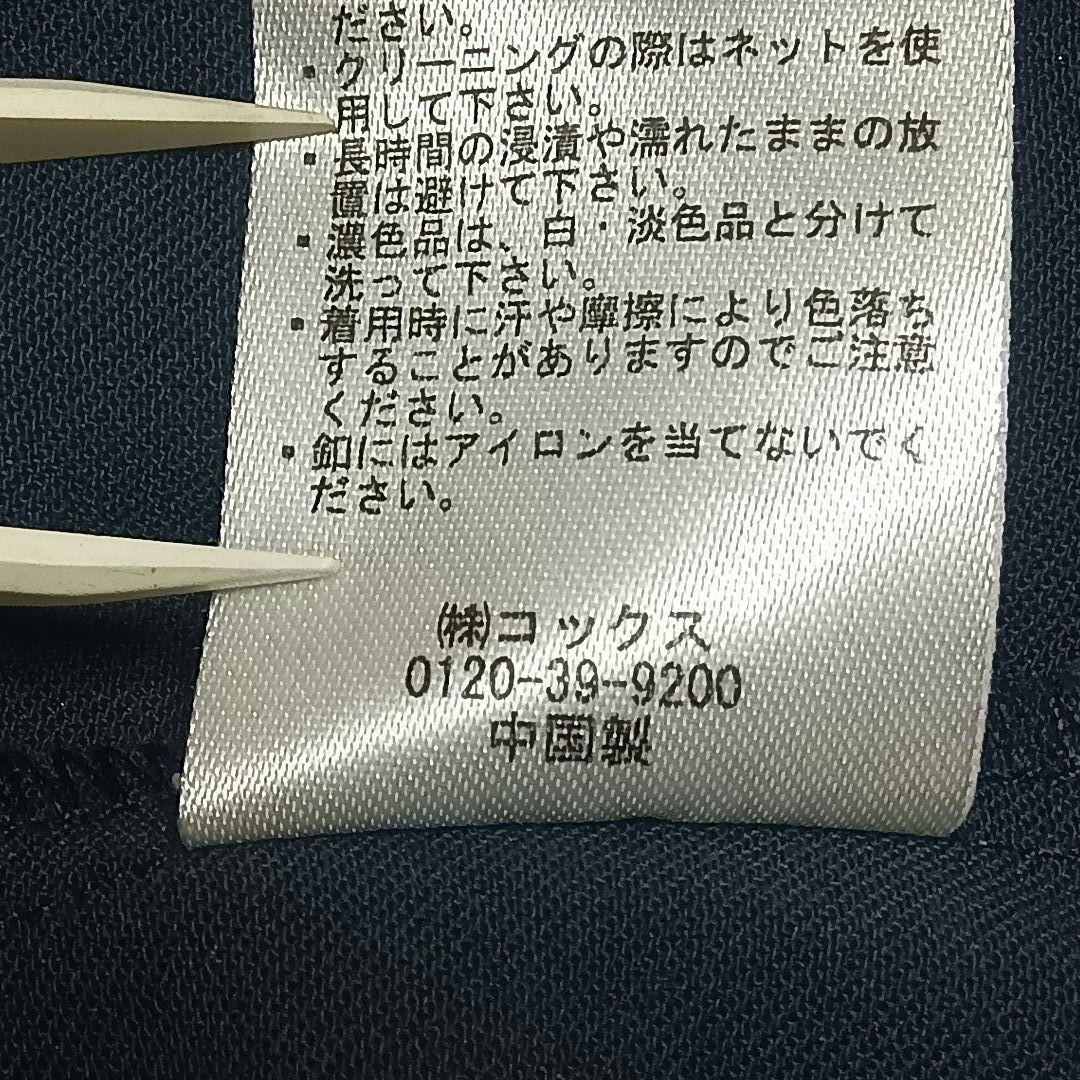 ださい。
・クリーニングの際はネットを使
用して下さい。
・長時間の浸漬や濡れたままの放
置は避けて下さい。
・濃色品は、白・淡色品と分けて
洗って下さい。
・着用時に汗や摩擦により色落ち
することがありますのでご注意
ください。
・釦にはアイロンを当てないでく
ださい。
㈱コックス
0120-39-9200
中国製